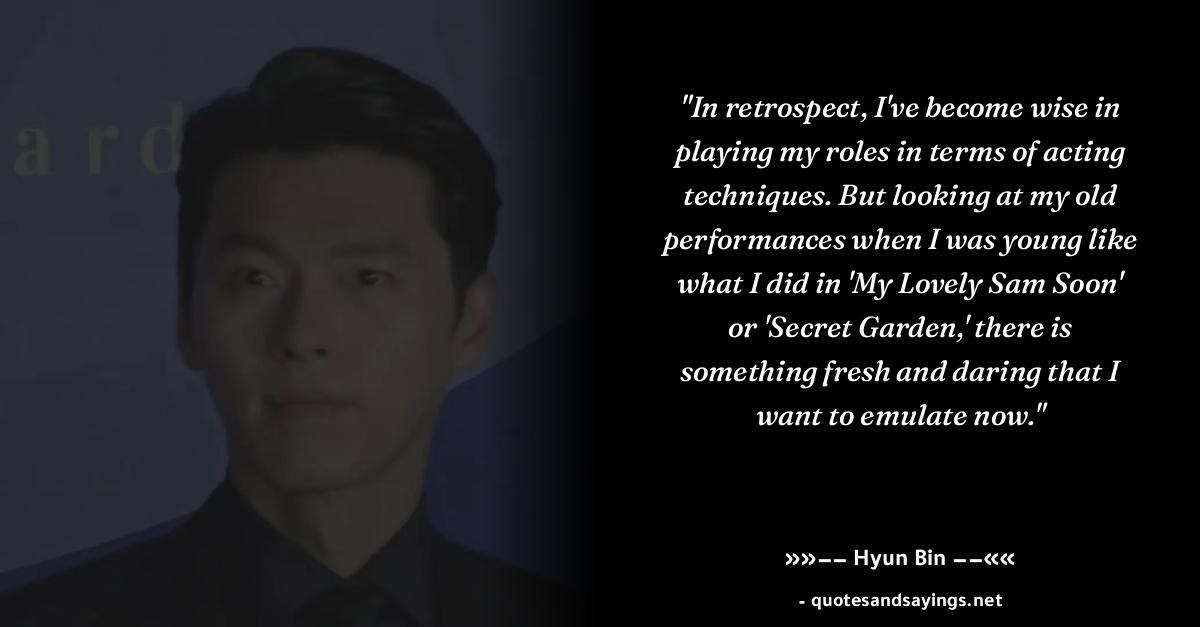 ard
"In retrospect, I've become wise in
playing my roles in terms of acting
techniques. But looking at my old
performances when I was young like
what I did in 'My Lovely Sam Soon'
or 'Secret Garden,' there is
something fresh and daring that I
want to emulate now."
»»–– Hyun Bin ––««
- quotesandsayings.net